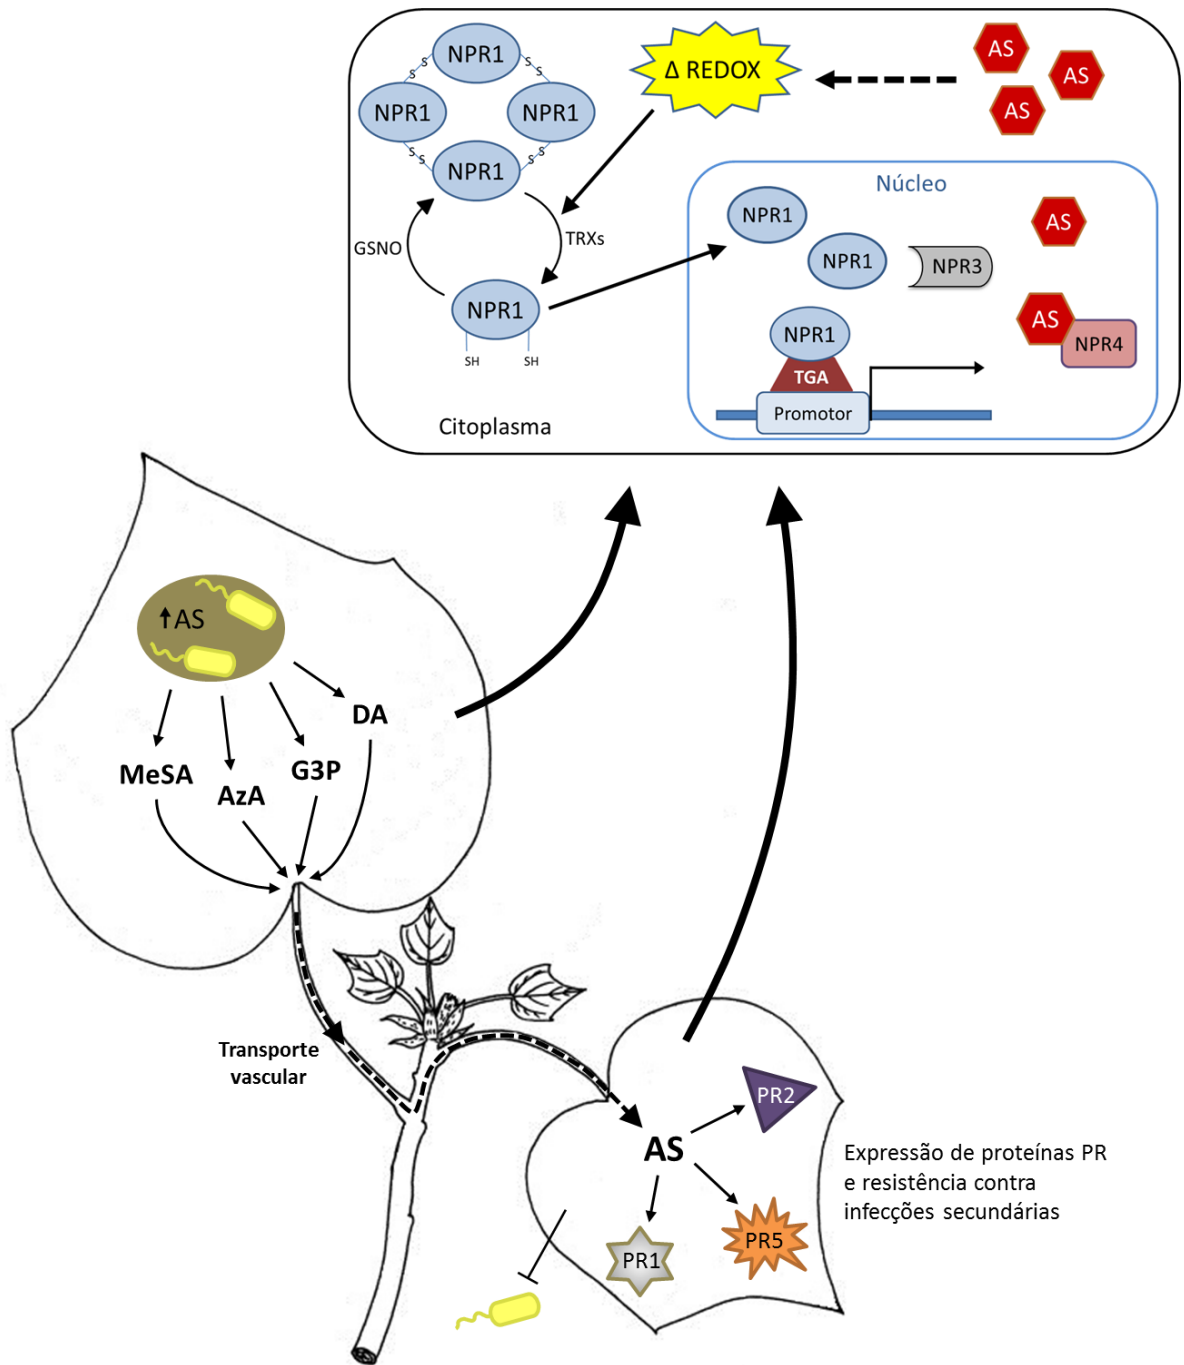 NPR1
S
S
S
S
NPR1
NPR1
S
S
S
S
NPR1
Δ REDOX
AS
AS
AS
GSNO
TRXs
NPR1
SH
SH
Citoplasma
Núcleo
NPR1
NPR1
NPR3
AS
AS
NPR4
NPR1
TGA
Promotor
AS
DA
MeSA
AzA
G3P
Transporte
vascular
AS
PR2
PR5
PR1
Expressão de proteínas PR
e resistência contra
infecções secundárias